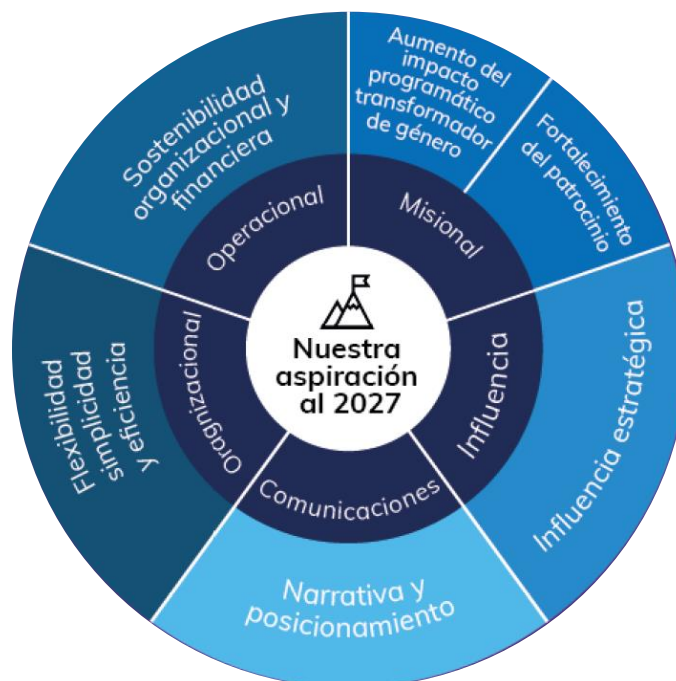 Aumento del
impacto
programático
transformador
de género
Fortalecimiento
del patrocinio
Sostenibilidad
organizacional y
financiera
Operacional
Misional
Nuestra
aspiración
al 2027
Flexibilidad
simplicidad
y eficiencia
Oragnizacional
Influencia
Influencia estratégica
Comunicaciones
Narrativa y
posicionamiento